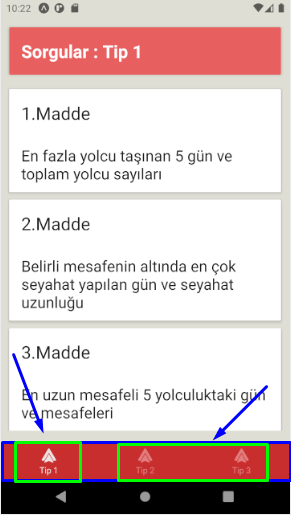 10:22
Sorgular : Tip 1
1.Madde
En fazla yolcu taşınan 5 gün ve
toplam yolcu sayıları
2.Madde
Belirli mesafenin altında en çok
seyahat yapılan gün ve seyahat
uzunluğu
3.Madde
En uzun mesafeli 5 yolculuktaki gün
ve mesafeleri
Tip 1 Tip 2 Tip 3